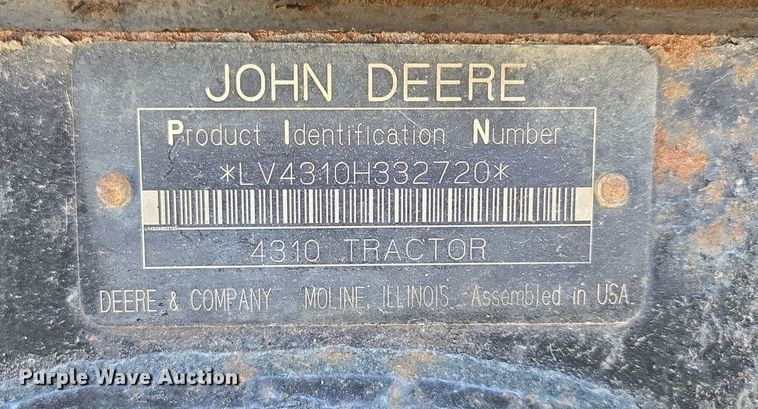 JOHN DEERE
Product Identification Number
*LV4310H332720*
4310 TRACTOR
DEERE & COMPANY MOLINE, ILLINOIS Assembled in USA
Purple Wave Auction